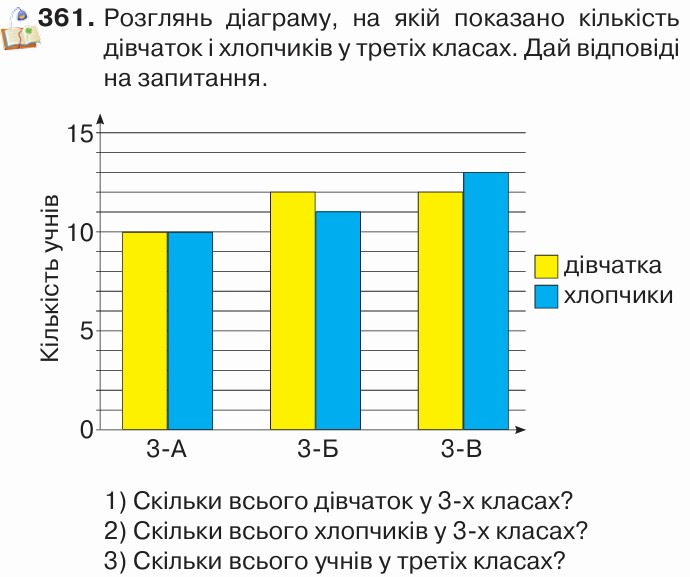 361. Розглянь діаграму, на якій показано кількість
дівчаток і хлопчиків у третіх класах. Дай відповіді
на запитання.
Кількість учнів
15
10
5
0
3-А
3-Б
3-В
дівчатка
хлопчики
1) Скільки всього дівчаток у 3-х класах?
2) Скільки всього хлопчиків у 3-х класах?
3) Скільки всього учнів у третіх класах?